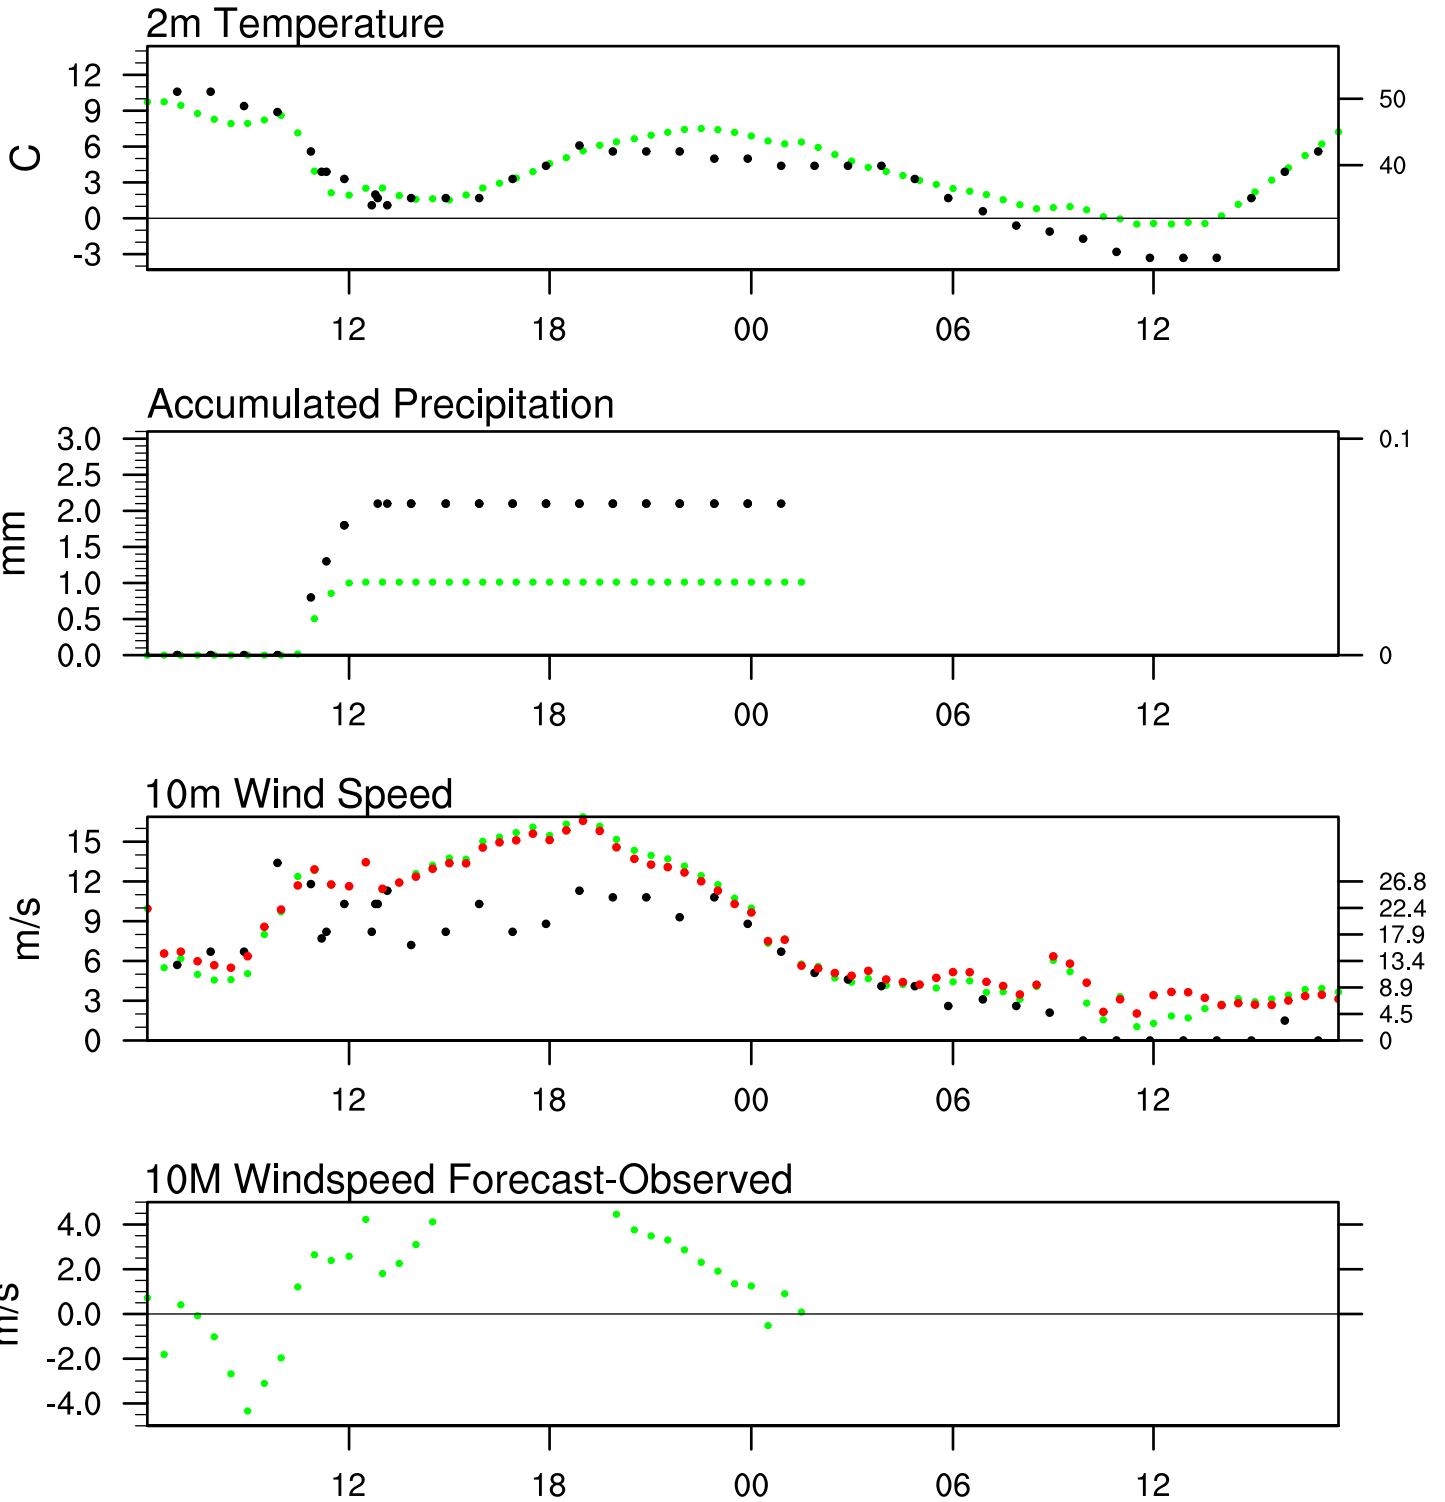 2m Temperature
12
9
6
3
0
-3
C
50
40
12 18 00 06 12
Accumulated Precipitation
3.0
2.5
2.0
1.5
1.0
0.5
0.0
mm
0.1
0
12 18 00 06 12
10m Wind Speed
15
12
9
6
3
0
m/s
26.8
22.4
17.9
13.4
8.9
4.5
0
12 18 00 06 12
10M Windspeed Forecast-Observed
4.0
2.0
0.0
-2.0
-4.0
m/s
12 18 00 06 12